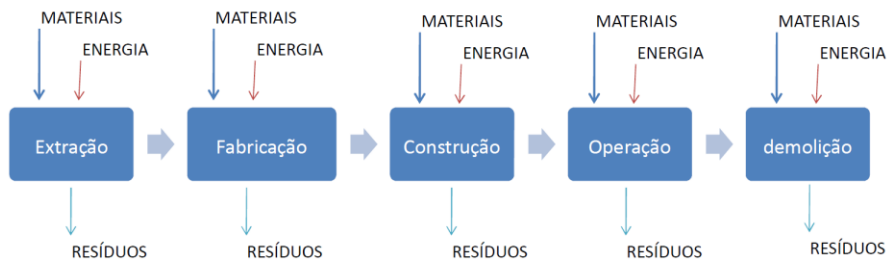 MATERIAIS
ENERGIA
MATERIAIS
ENERGIA
MATERIAIS
ENERGIA
MATERIAIS
ENERGIA
MATERIAIS
ENERGIA
Extração
Fabricação
Construção
Operação
demolição
RESÍDUOS
RESÍDUOS
RESÍDUOS
RESÍDUOS
RESÍDUOS